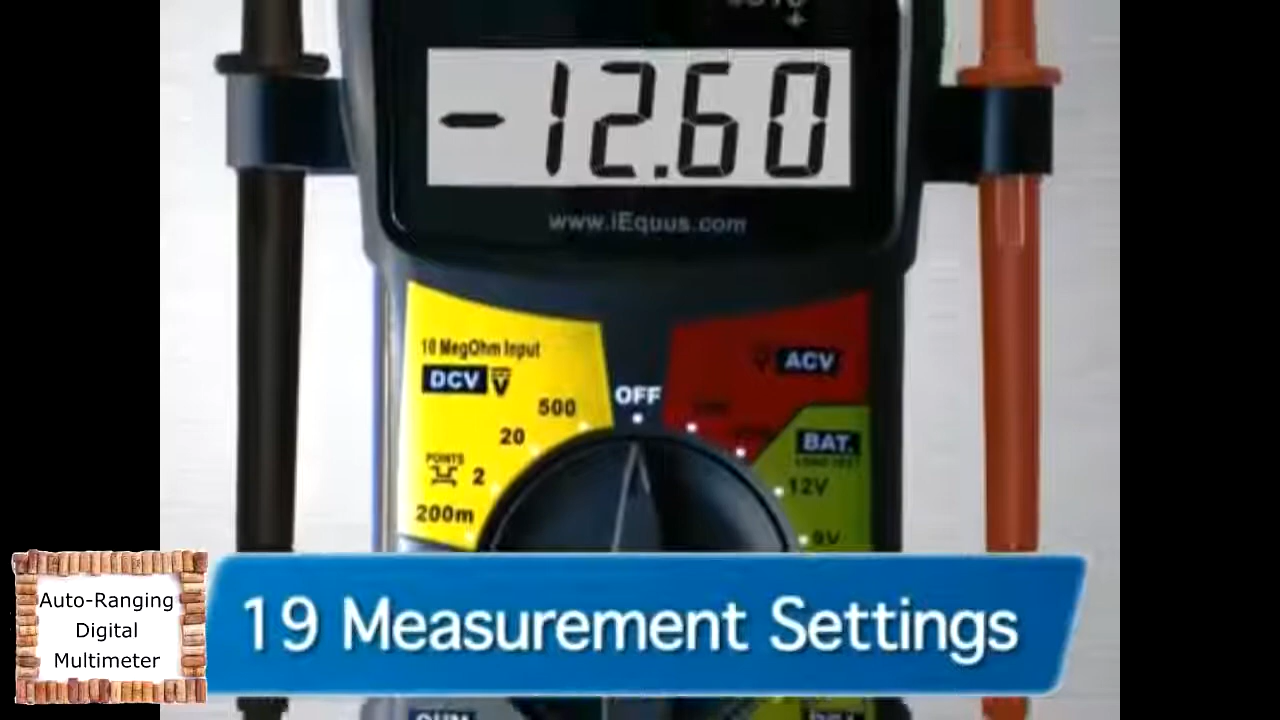 -12.60
www.iEquus.com
10 MegOhm Input
DCV V
ACV
OFF
500
20
BAT.
POINTS
2
12V
200m
9V
Auto-Ranging
Digital
Multimeter
19 Measurement Settings